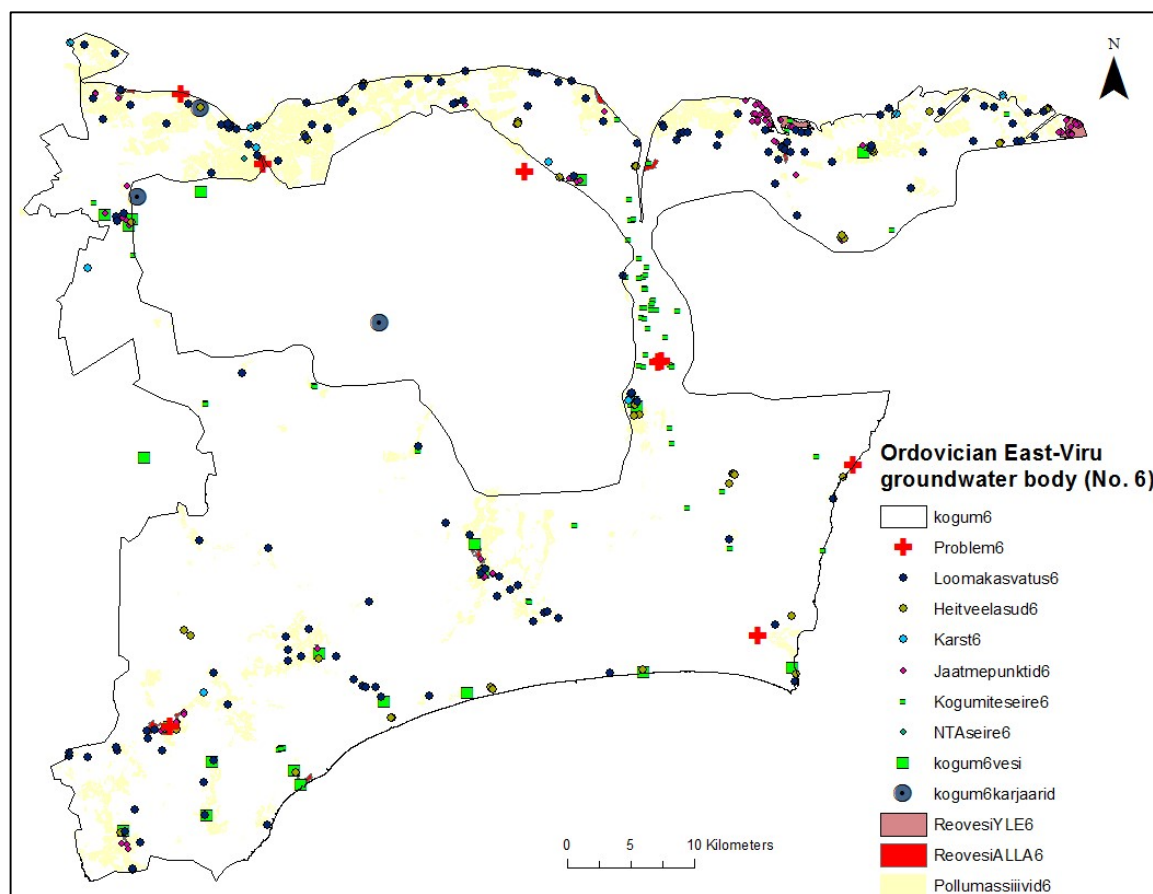 N
Ordovician East-Viru
groundwater body (No. 6)
kogum6
Problem6
Loomakasvatus6
Heitveelasud6
Karst6
Jaatmepunktid6
Kogumiteseire6
NTAseire6
kogum6vesi
kogum6karjaarid
ReovesiYLE6
ReovesiALLA6
Pollumassiiivid6
0 5 10 Kilometers